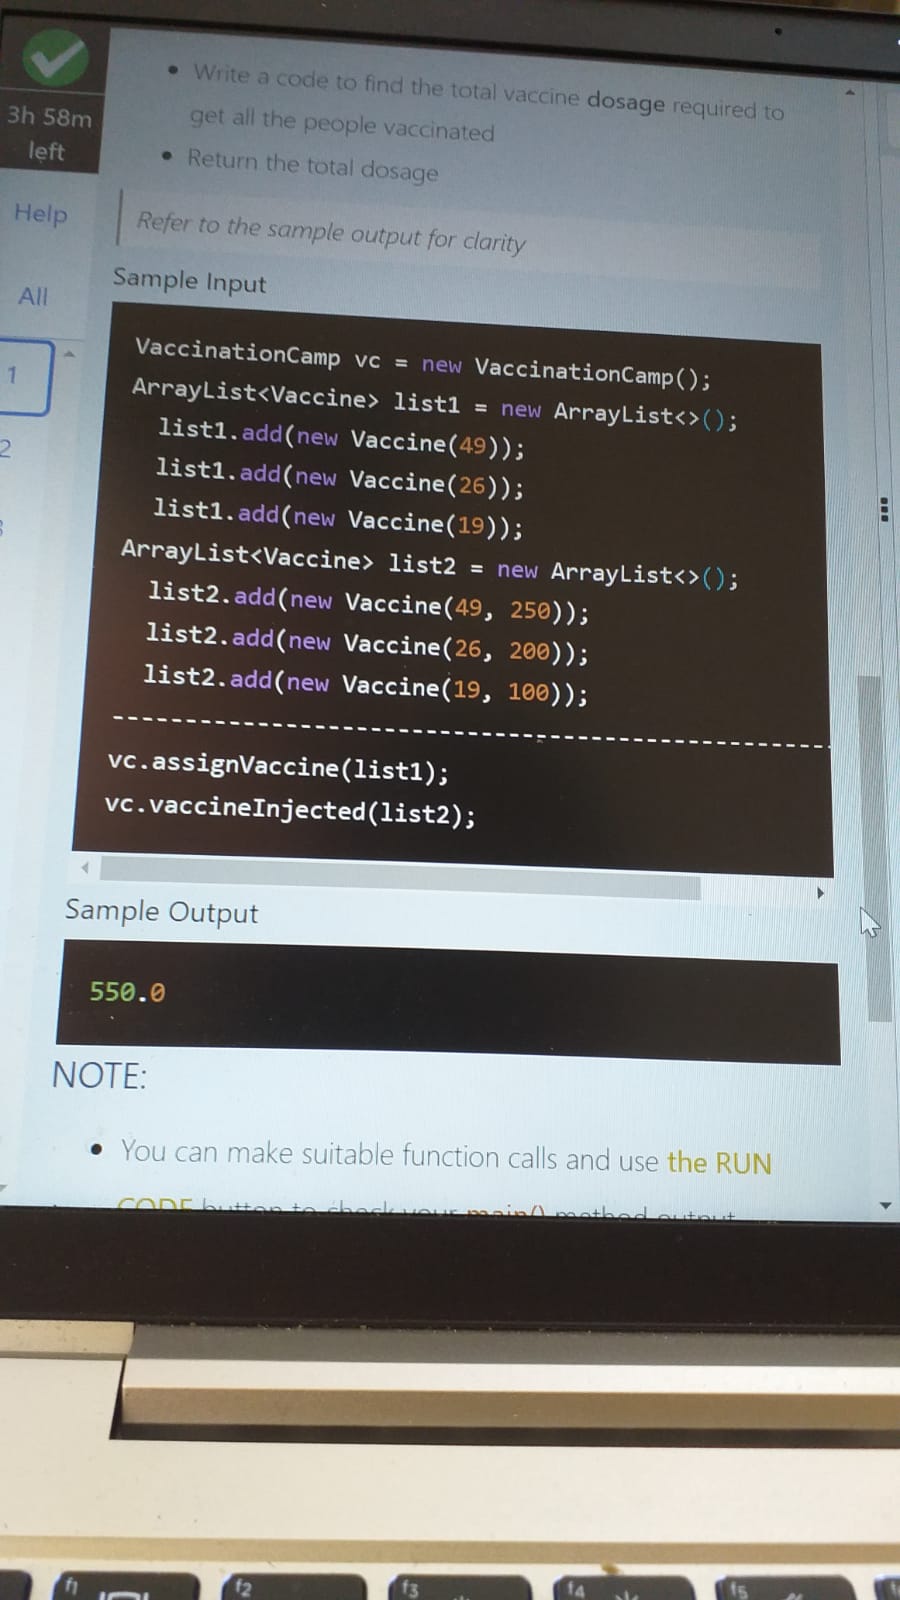 3h 58m
left
Help
All
1
2
• Write a code to find the total vaccine dosage required to
get all the people vaccinated
• Return the total dosage
Refer to the sample output for clarity
Sample Input
VaccinationCamp vc = new VaccinationCamp();
ArrayList<Vaccine> list1 = new ArrayList<>();
list1.add(new Vaccine(49));
list1.add(new Vaccine(26));
list1.add(new Vaccine(19));
ArrayList<Vaccine> list2 = new ArrayList<>();
list2.add(new Vaccine(49, 250));
list2.add(new Vaccine(26, 200));
list2.add(new Vaccine(19, 100));
--------------------------------------------------------
vc.assignVaccine(list1);
vc.vaccineInjected(list2);
Sample Output
550.0
NOTE:
• You can make suitable function calls and use the RUN
CODE button to check your main() method output
f1 f2 f3 f4 f5